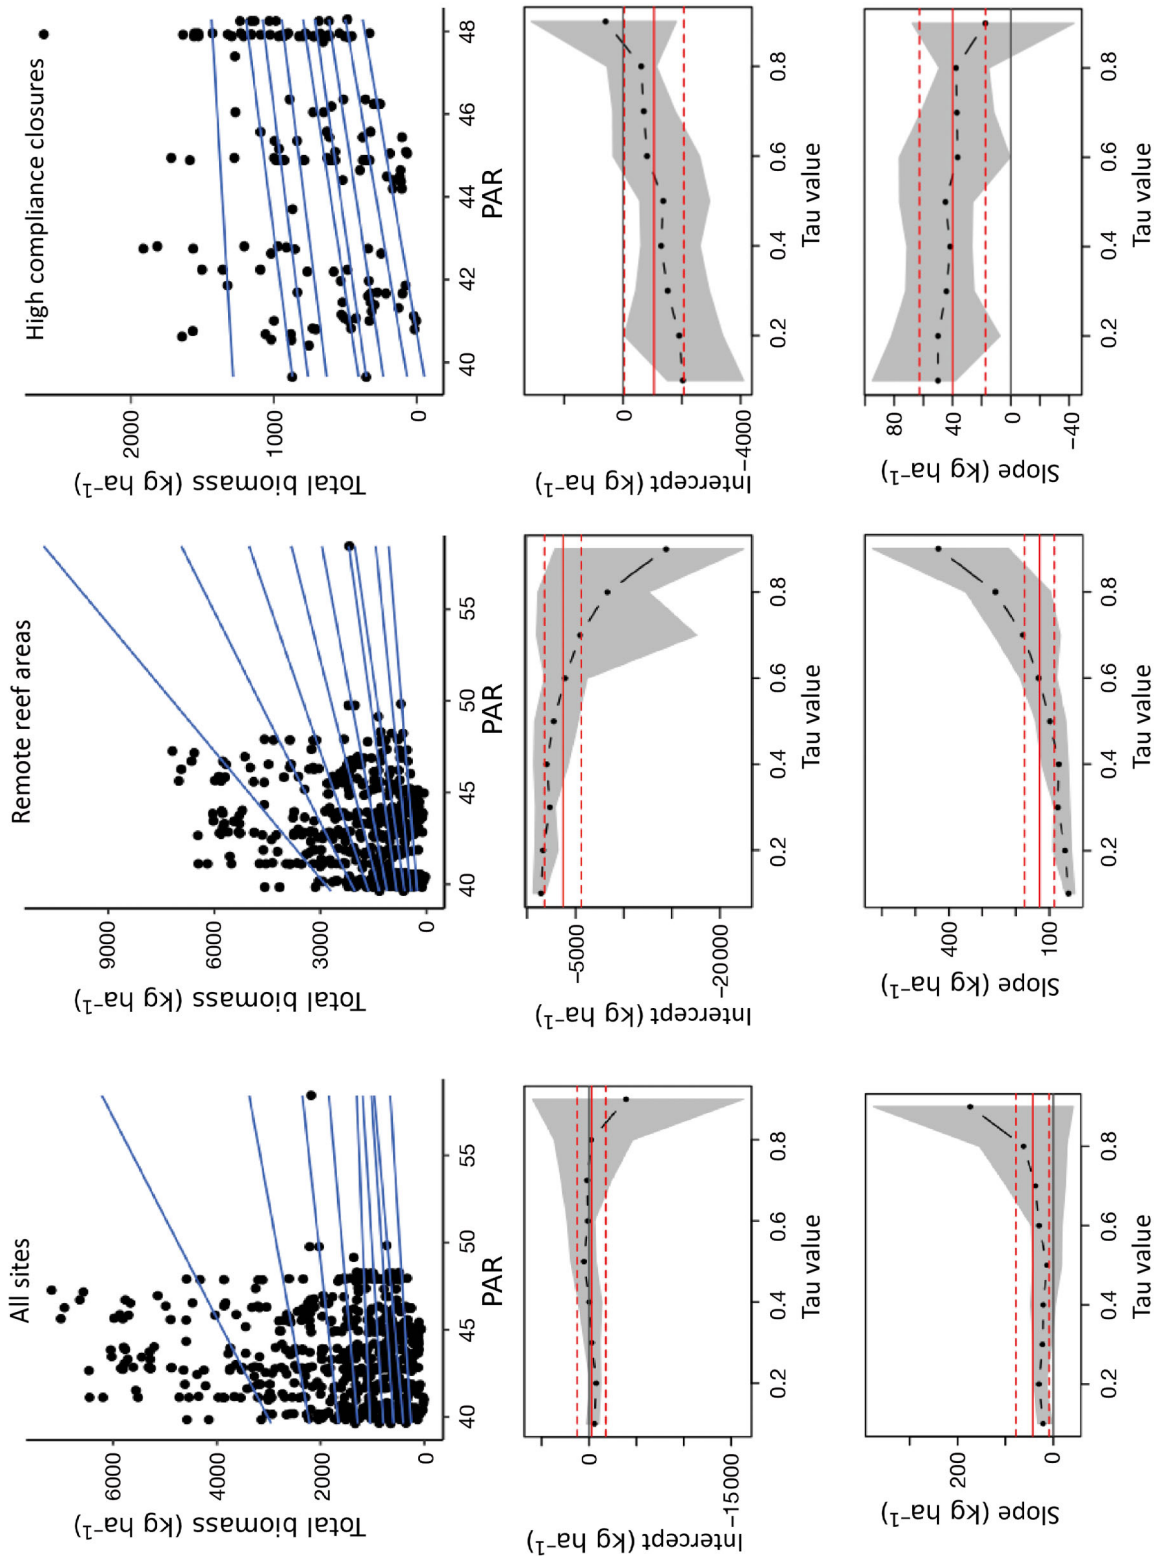 All sites
Total biomass (kg ha⁻¹)
6000
4000
2000
0
40 45 50 55
PAR
Remote reef areas
Total biomass (kg ha⁻¹)
9000
6000
3000
0
40 45 50 55
PAR
High compliance closures
Total biomass (kg ha⁻¹)
2000
1000
0
40 42 44 46 48
PAR
Intercept (kg ha⁻¹)
0
−15000
0.2 0.4 0.6 0.8
Tau value
Intercept (kg ha⁻¹)
−5000
−20000
0.2 0.4 0.6 0.8
Tau value
Intercept (kg ha⁻¹)
0
−4000
0.2 0.4 0.6 0.8
Tau value
Slope (kg ha⁻¹)
200
0
0.2 0.4 0.6 0.8
Tau value
Slope (kg ha⁻¹)
400
100
0.2 0.4 0.6 0.8
Tau value
Slope (kg ha⁻¹)
80
40
0
−40
0.2 0.4 0.6 0.8
Tau value